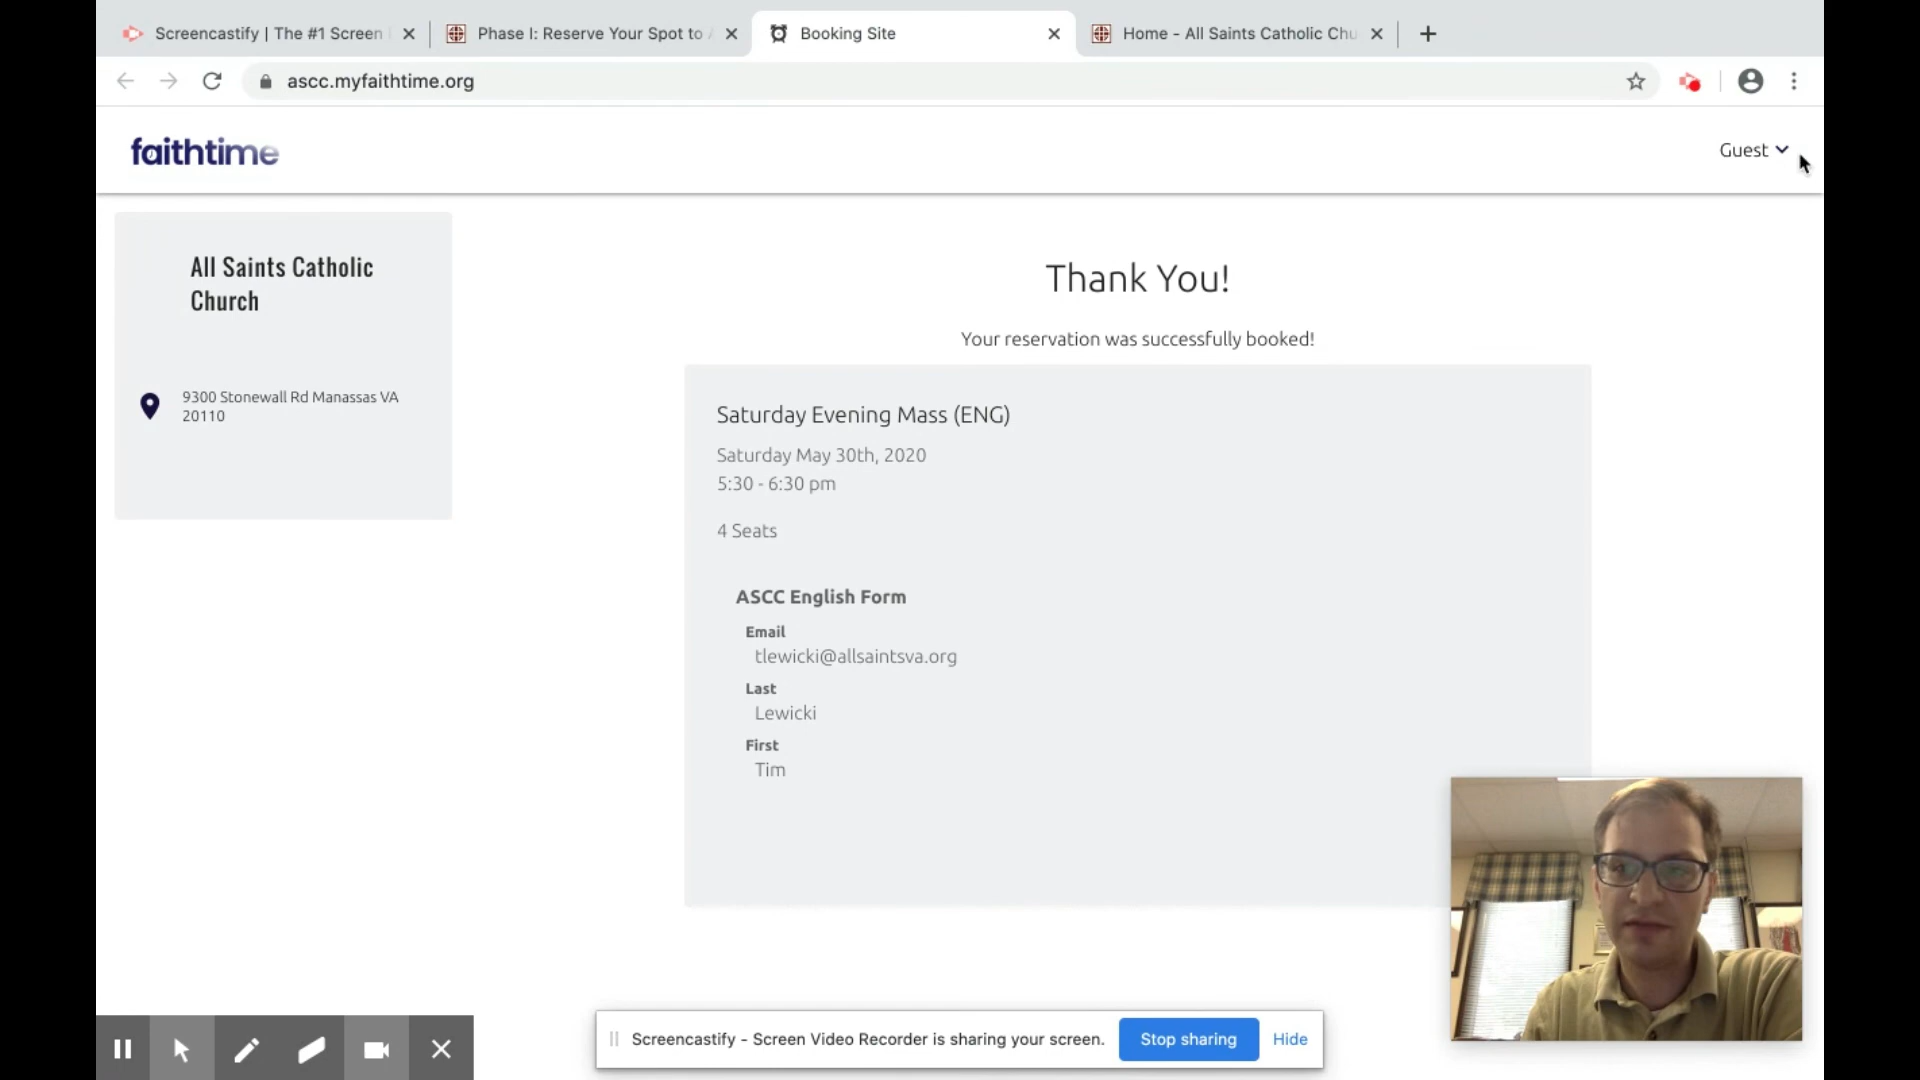 Screencastify | The #1 Screen
Phase I: Reserve Your Spot to
Booking Site
Home - All Saints Catholic Chu
ascc.myfaithtime.org
faithtime
Guest
All Saints Catholic
Church
9300 Stonewall Rd Manassas VA
20110
Thank You!
Your reservation was successfully booked!
Saturday Evening Mass (ENG)
Saturday May 30th, 2020
5:30 - 6:30 pm
4 Seats
ASCC English Form
Email
tlewicki@allsaintsva.org
Last
Lewicki
First
Tim
Screencastify - Screen Video Recorder is sharing your screen.
Stop sharing
Hide